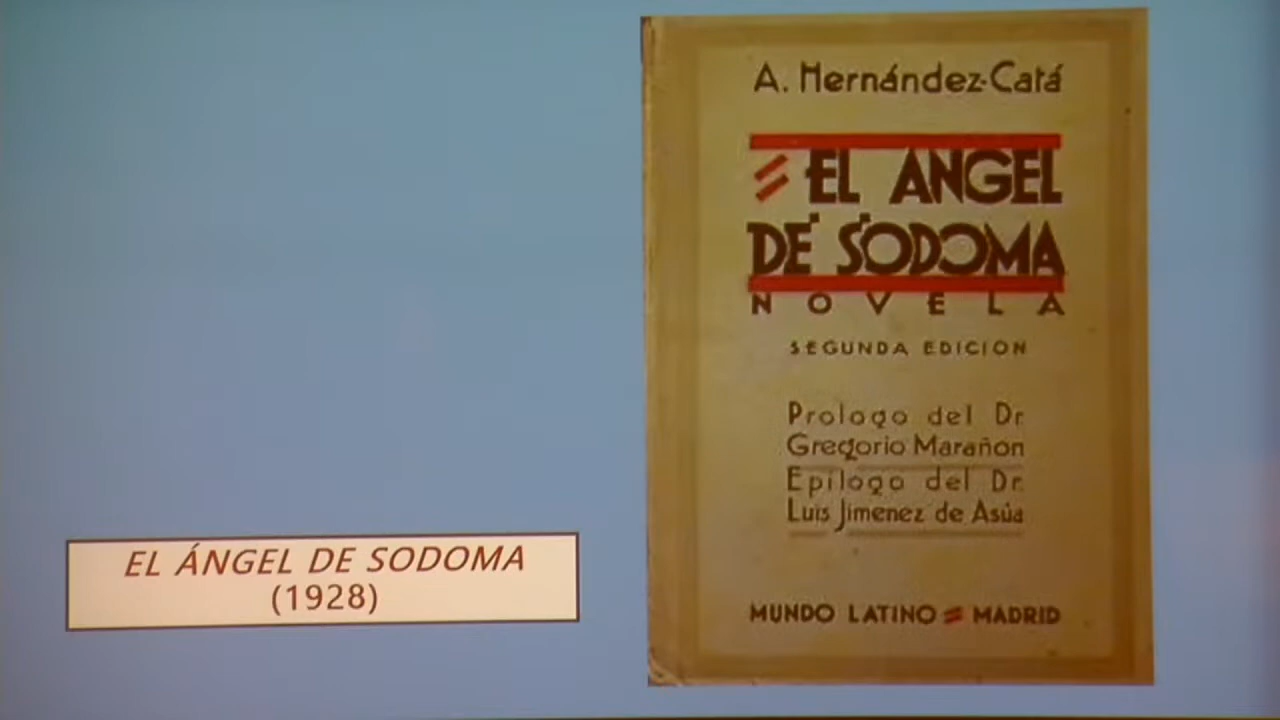 A. Hernández-Catá
EL ANGEL
DE SODOMA
NOVELA
SEGUNDA EDICION
Prologo del Dr.
Gregorio Marañon
Epilogo del Dr.
Luis Jimenez de Asúa
MUNDO LATINO = MADRID
EL ÁNGEL DE SODOMA
(1928)